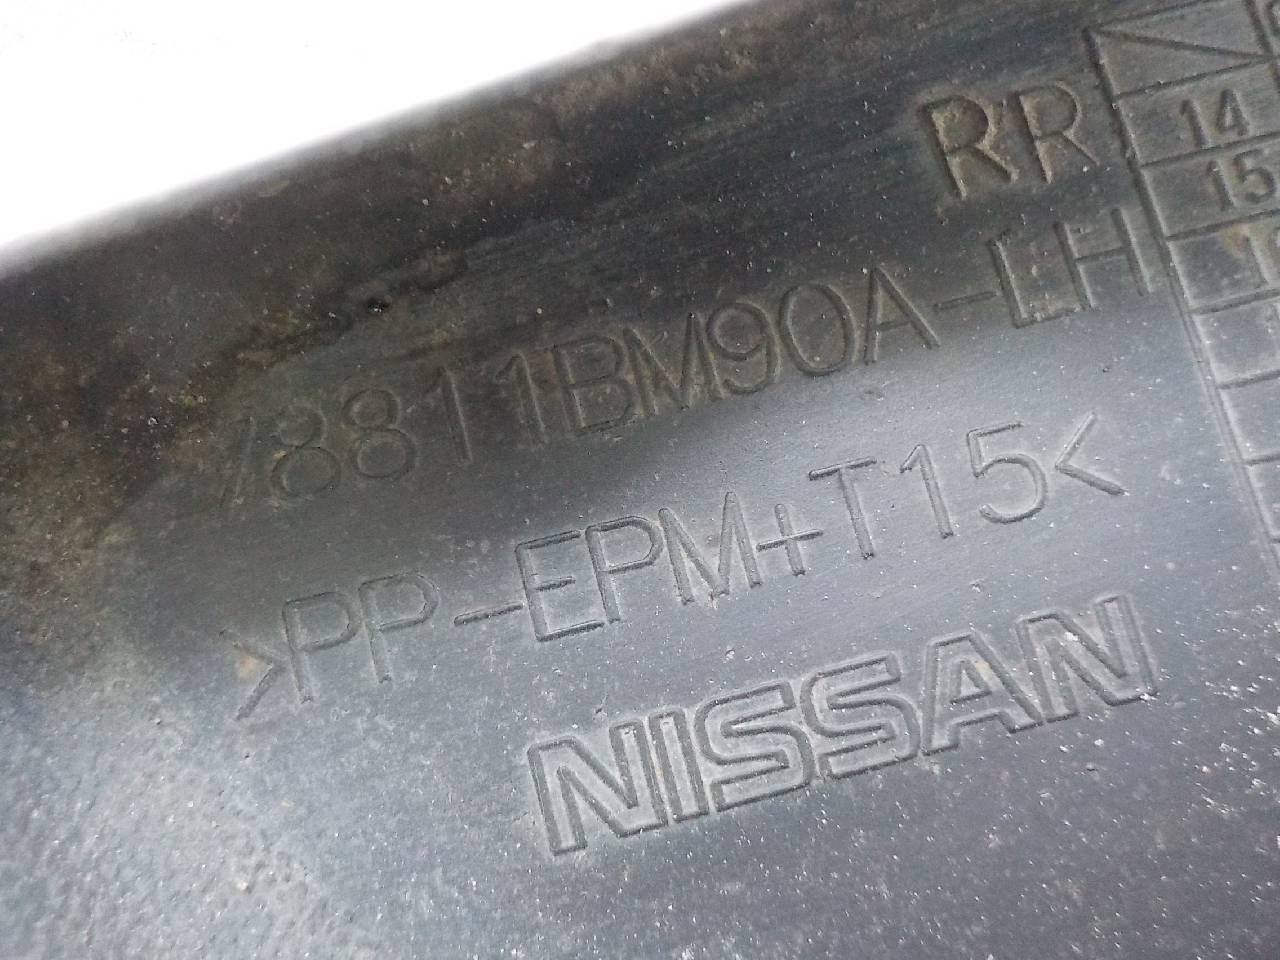 RR
14
15
78811BM90A-LH
>PP-EPM+T15<
NISSAN